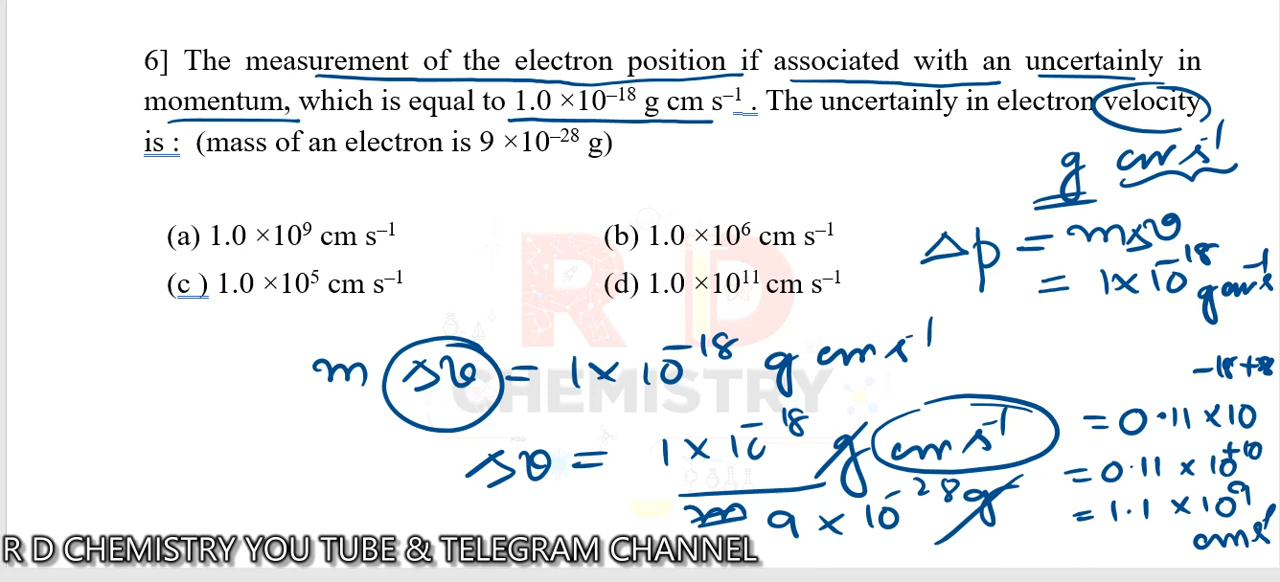 6] The measurement of the electron position if associated with an uncertainly in
momentum, which is equal to 1.0 ×10⁻¹⁸ g cm s⁻¹ . The uncertainly in electron velocity
is : (mass of an electron is 9 ×10⁻²⁸ g)
g cm s⁻¹
(a) 1.0 ×10⁹ cm s⁻¹
(b) 1.0 ×10⁶ cm s⁻¹
(c ) 1.0 ×10⁵ cm s⁻¹
(d) 1.0 ×10¹¹ cm s⁻¹
Δp = mΔv
= 1×10⁻¹⁸ g cm s⁻¹
m Δv = 1×10⁻¹⁸ g cm s⁻¹
Δv = 1×10⁻¹⁸ g cm s⁻¹
9 × 10⁻²⁸ g
-18+28
= 0.11 ×10
= 0.11 × 10⁺¹⁰
= 1.1 × 10⁹
cm s⁻¹
RD
CHEMISTRY
R D CHEMISTRY YOU TUBE & TELEGRAM CHANNEL